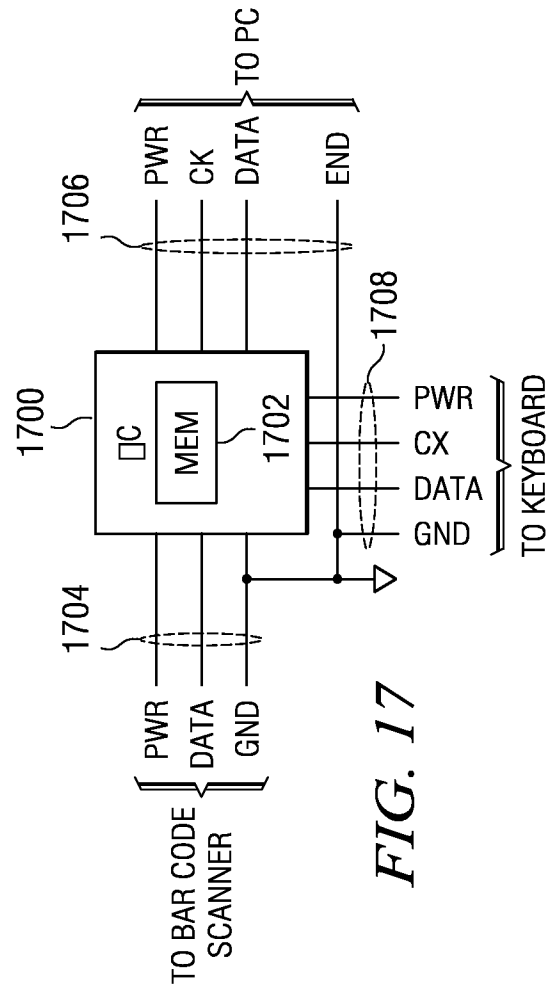 1700
1706
1704
□C
MEM
1702
PWR
DATA
GND
TO BAR CODE
SCANNER
PWR
CK
DATA
END
TO PC
1708
PWR
CX
DATA
GND
TO KEYBOARD
FIG. 17